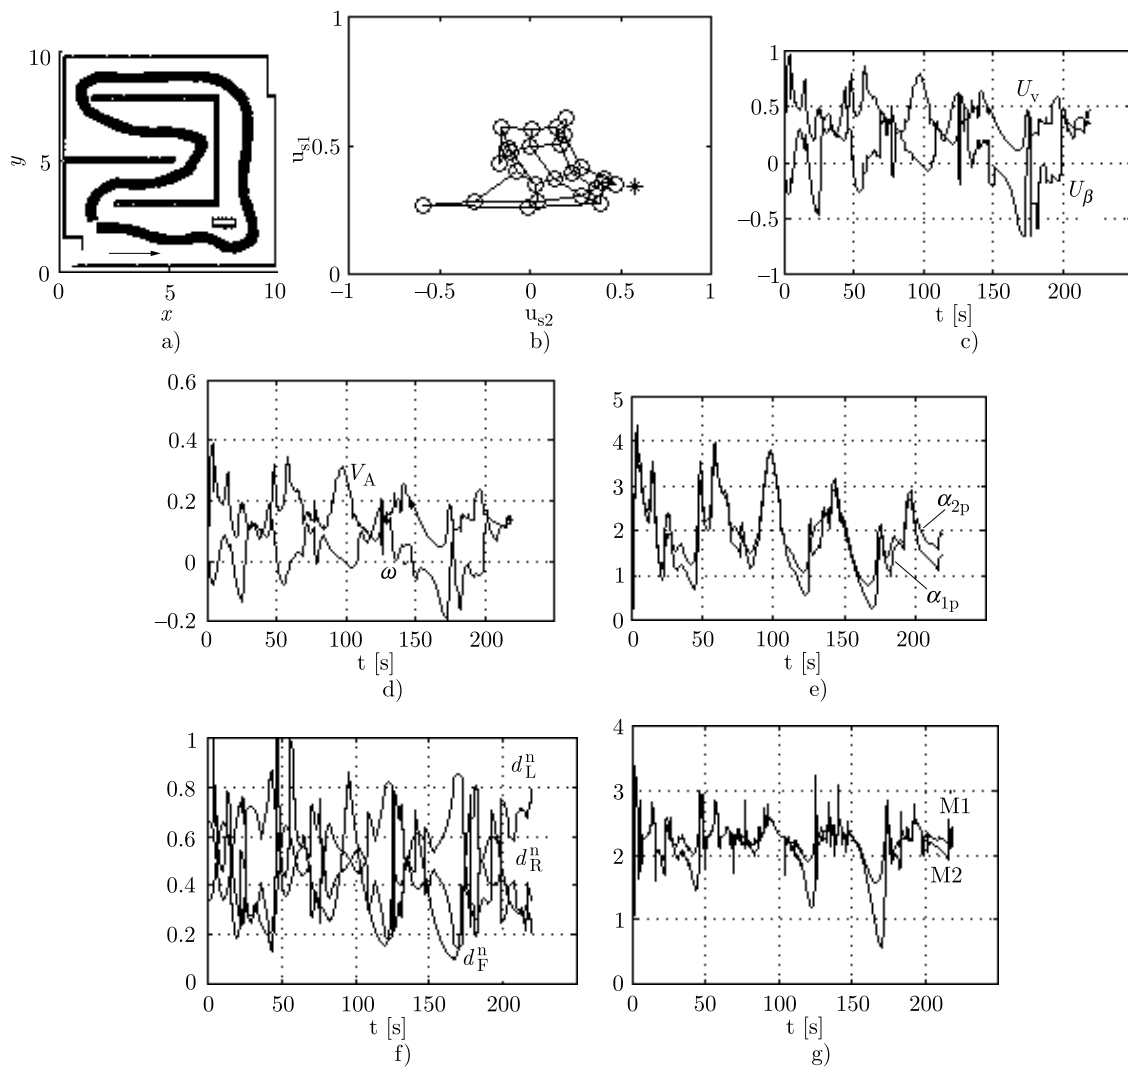 10
5
0
y
0
5
10
x
a)
1
0.5
0
u_s1
−1
−0.5
0
0.5
1
u_s2
b)
1
0.5
0
−0.5
−1
U_v
U_β
0
50
100
150
200
t [s]
c)
0.6
0.4
0.2
0
−0.2
V_A
ω
0
50
100
150
200
t [s]
d)
5
4
3
2
1
0
α_2p
α_1p
0
50
100
150
200
t [s]
e)
1
0.8
0.6
0.4
0.2
0
d_L^n
d_R^n
d_F^n
0
50
100
150
200
t [s]
f)
4
3
2
1
0
M1
M2
0
50
100
150
200
t [s]
g)